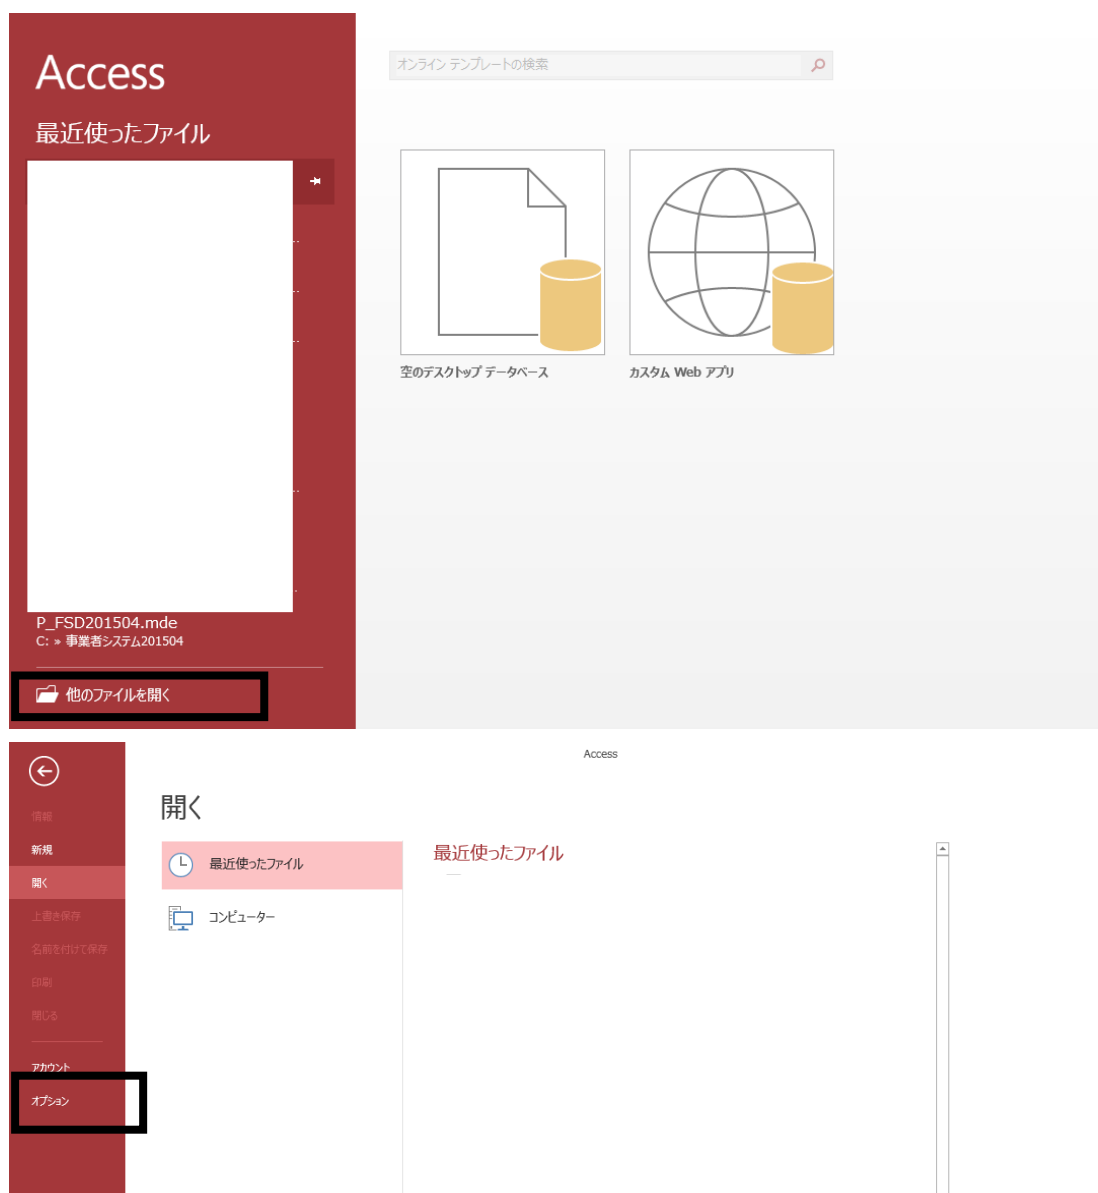 Access
最近使ったファイル
P_FSD201504.mde
C: » 事業者システム201504
他のファイルを開く
オンライン テンプレートの検索
空のデスクトップ データベース
カスタム Web アプリ
Access
情報
新規
開く
上書き保存
名前を付けて保存
印刷
閉じる
アカウント
オプション
開く
最近使ったファイル
コンピューター
最近使ったファイル